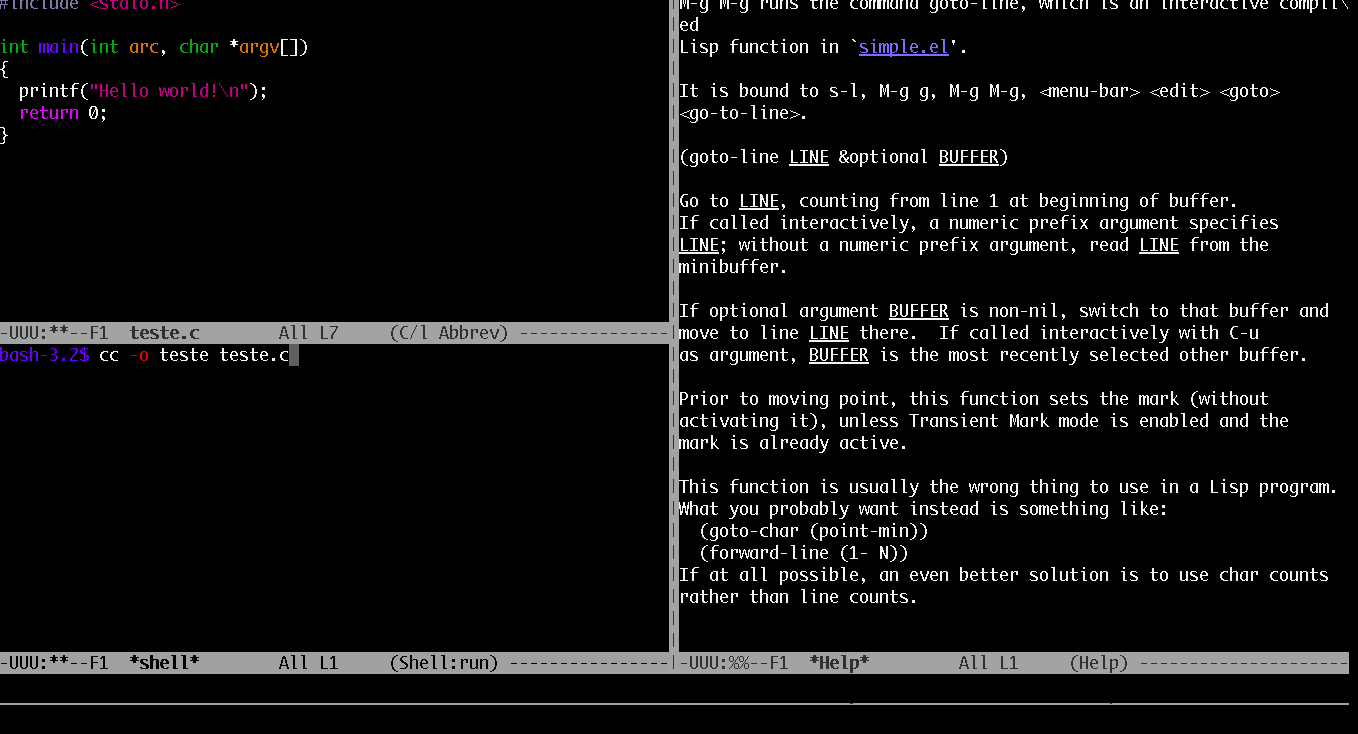 #include <stdio.h>
int main(int arc, char *argv[])
{
  printf("Hello world!\n");
  return 0;
}
-UUU:**--F1  teste.c        All L7     (C/l Abbrev) ---------------
bash-3.2$ cc -o teste teste.c
-UUU:**--F1  *shell*        All L1     (Shell:run) ----------------
M-g M-g runs the command goto-line, which is an interactive compil\
ed
Lisp function in `simple.el'.
It is bound to s-l, M-g g, M-g M-g, <menu-bar> <edit> <goto>
<go-to-line>.
(goto-line LINE &optional BUFFER)
Go to LINE, counting from line 1 at beginning of buffer.
If called interactively, a numeric prefix argument specifies
LINE; without a numeric prefix argument, read LINE from the
minibuffer.
If optional argument BUFFER is non-nil, switch to that buffer and
move to line LINE there.  If called interactively with C-u
as argument, BUFFER is the most recently selected other buffer.
Prior to moving point, this function sets the mark (without
activating it), unless Transient Mark mode is enabled and the
mark is already active.
This function is usually the wrong thing to use in a Lisp program.
What you probably want instead is something like:
  (goto-char (point-min))
  (forward-line (1- N))
If at all possible, an even better solution is to use char counts
rather than line counts.
-UUU:%%--F1  *Help*         All L1     (Help) ---------------------